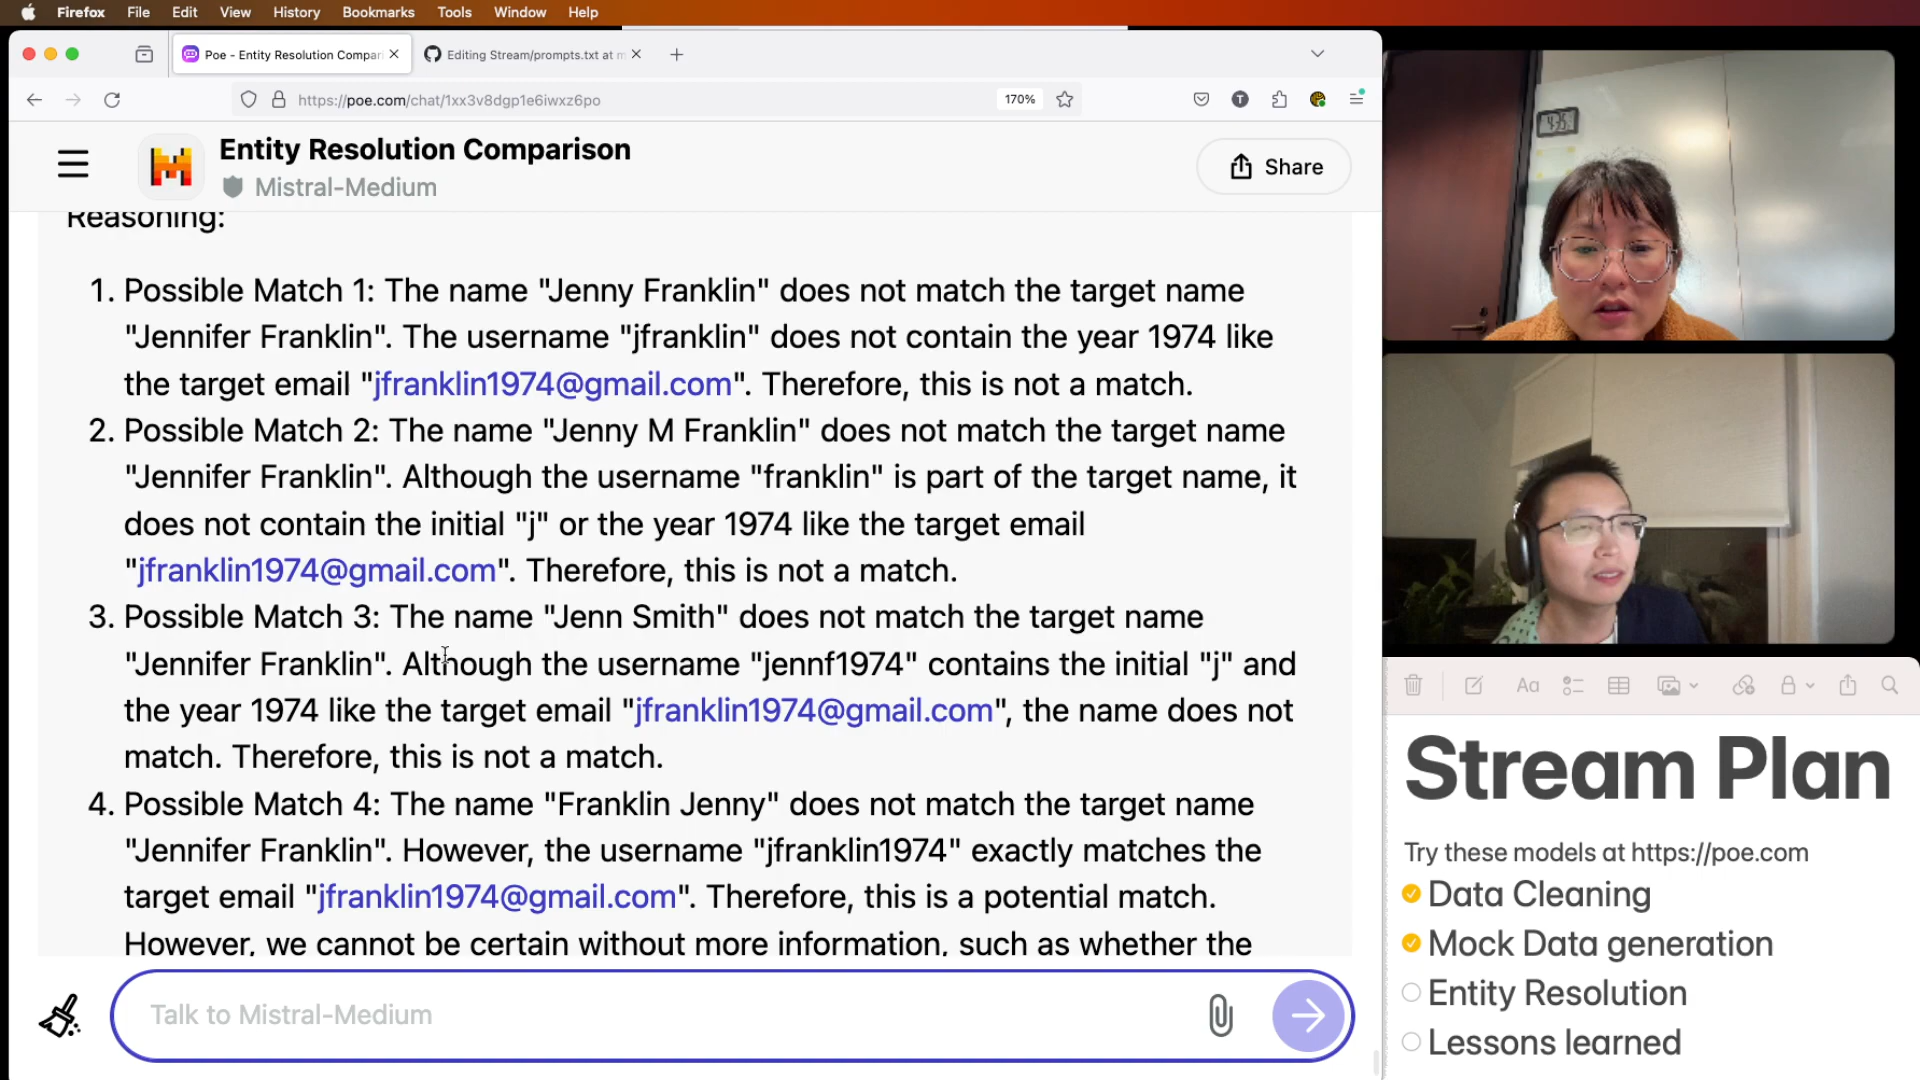 Firefox File Edit View History Bookmarks Tools Window Help
Poe - Entity Resolution Compari
Editing Stream/prompts.txt at m
https://poe.com/chat/1xx3v8dgp1e6iwxz6po
170%
T
Entity Resolution Comparison
Mistral-Medium
Share
Reasoning:
1. Possible Match 1: The name "Jenny Franklin" does not match the target name
"Jennifer Franklin". The username "jfranklin" does not contain the year 1974 like
the target email "jfranklin1974@gmail.com". Therefore, this is not a match.
2. Possible Match 2: The name "Jenny M Franklin" does not match the target name
"Jennifer Franklin". Although the username "franklin" is part of the target name, it
does not contain the initial "j" or the year 1974 like the target email
"jfranklin1974@gmail.com". Therefore, this is not a match.
3. Possible Match 3: The name "Jenn Smith" does not match the target name
"Jennifer Franklin". Although the username "jennf1974" contains the initial "j" and
the year 1974 like the target email "jfranklin1974@gmail.com", the name does not
match. Therefore, this is not a match.
4. Possible Match 4: The name "Franklin Jenny" does not match the target name
"Jennifer Franklin". However, the username "jfranklin1974" exactly matches the
target email "jfranklin1974@gmail.com". Therefore, this is a potential match.
However, we cannot be certain without more information, such as whether the
Talk to Mistral-Medium
Aa
Stream Plan
Try these models at https://poe.com
Data Cleaning
Mock Data generation
Entity Resolution
Lessons learned